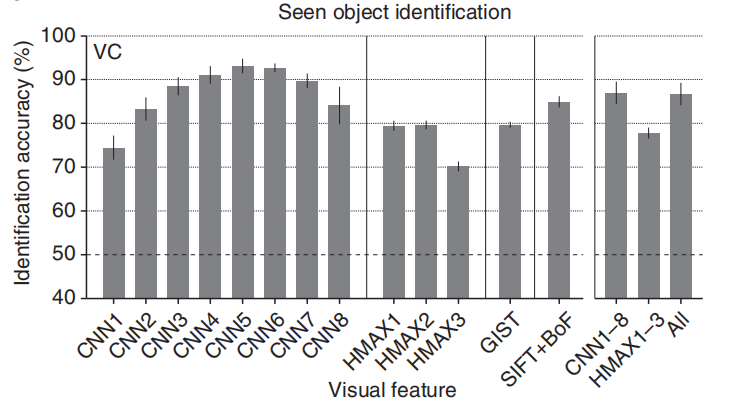 Seen object identification
Identification accuracy (%)
100
90
80
70
60
50
40
VC
CNN1
CNN2
CNN3
CNN4
CNN5
CNN6
CNN7
CNN8
HMAX1
HMAX2
HMAX3
GIST
SIFT+BoF
CNN1–8
HMAX1–3
All
Visual feature